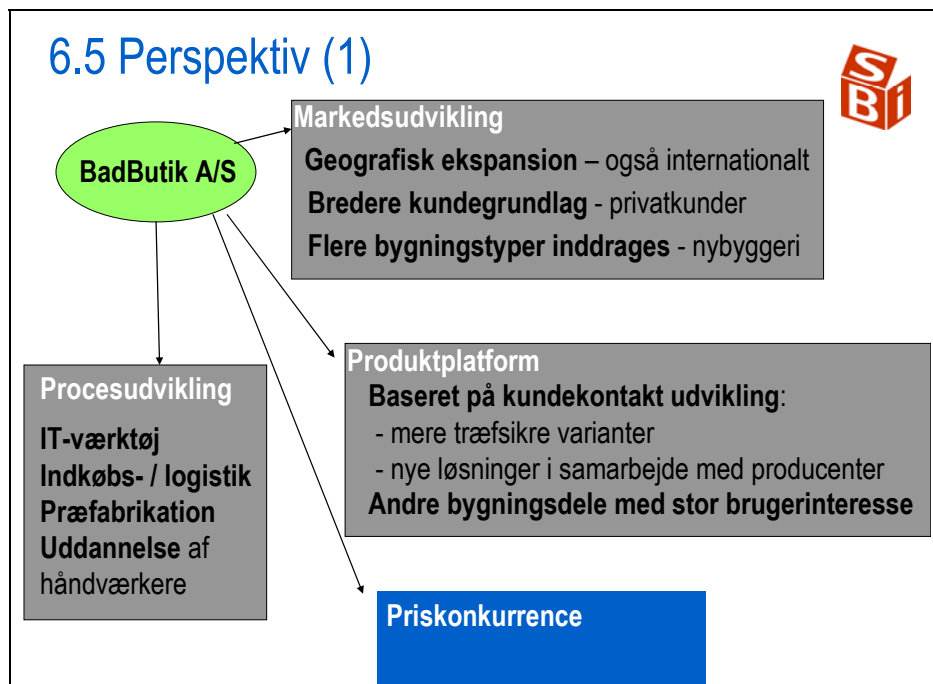 6.5 Perspektiv (1)
S
B i
BadButik A/S
Markedsudvikling
Geografisk ekspansion – også internationalt
Bredere kundegrundlag - privatkunder
Flere bygningstyper inddrages - nybyggeri
Procesudvikling
IT-værktøj
Indkøbs- / logistik
Præfabrikation
Uddannelse af
håndværkere
Produktplatform
Baseret på kundekontakt udvikling:
- mere træfsikre varianter
- nye løsninger i samarbejde med producenter
Andre bygningsdele med stor brugerinteresse
Priskonkurrence